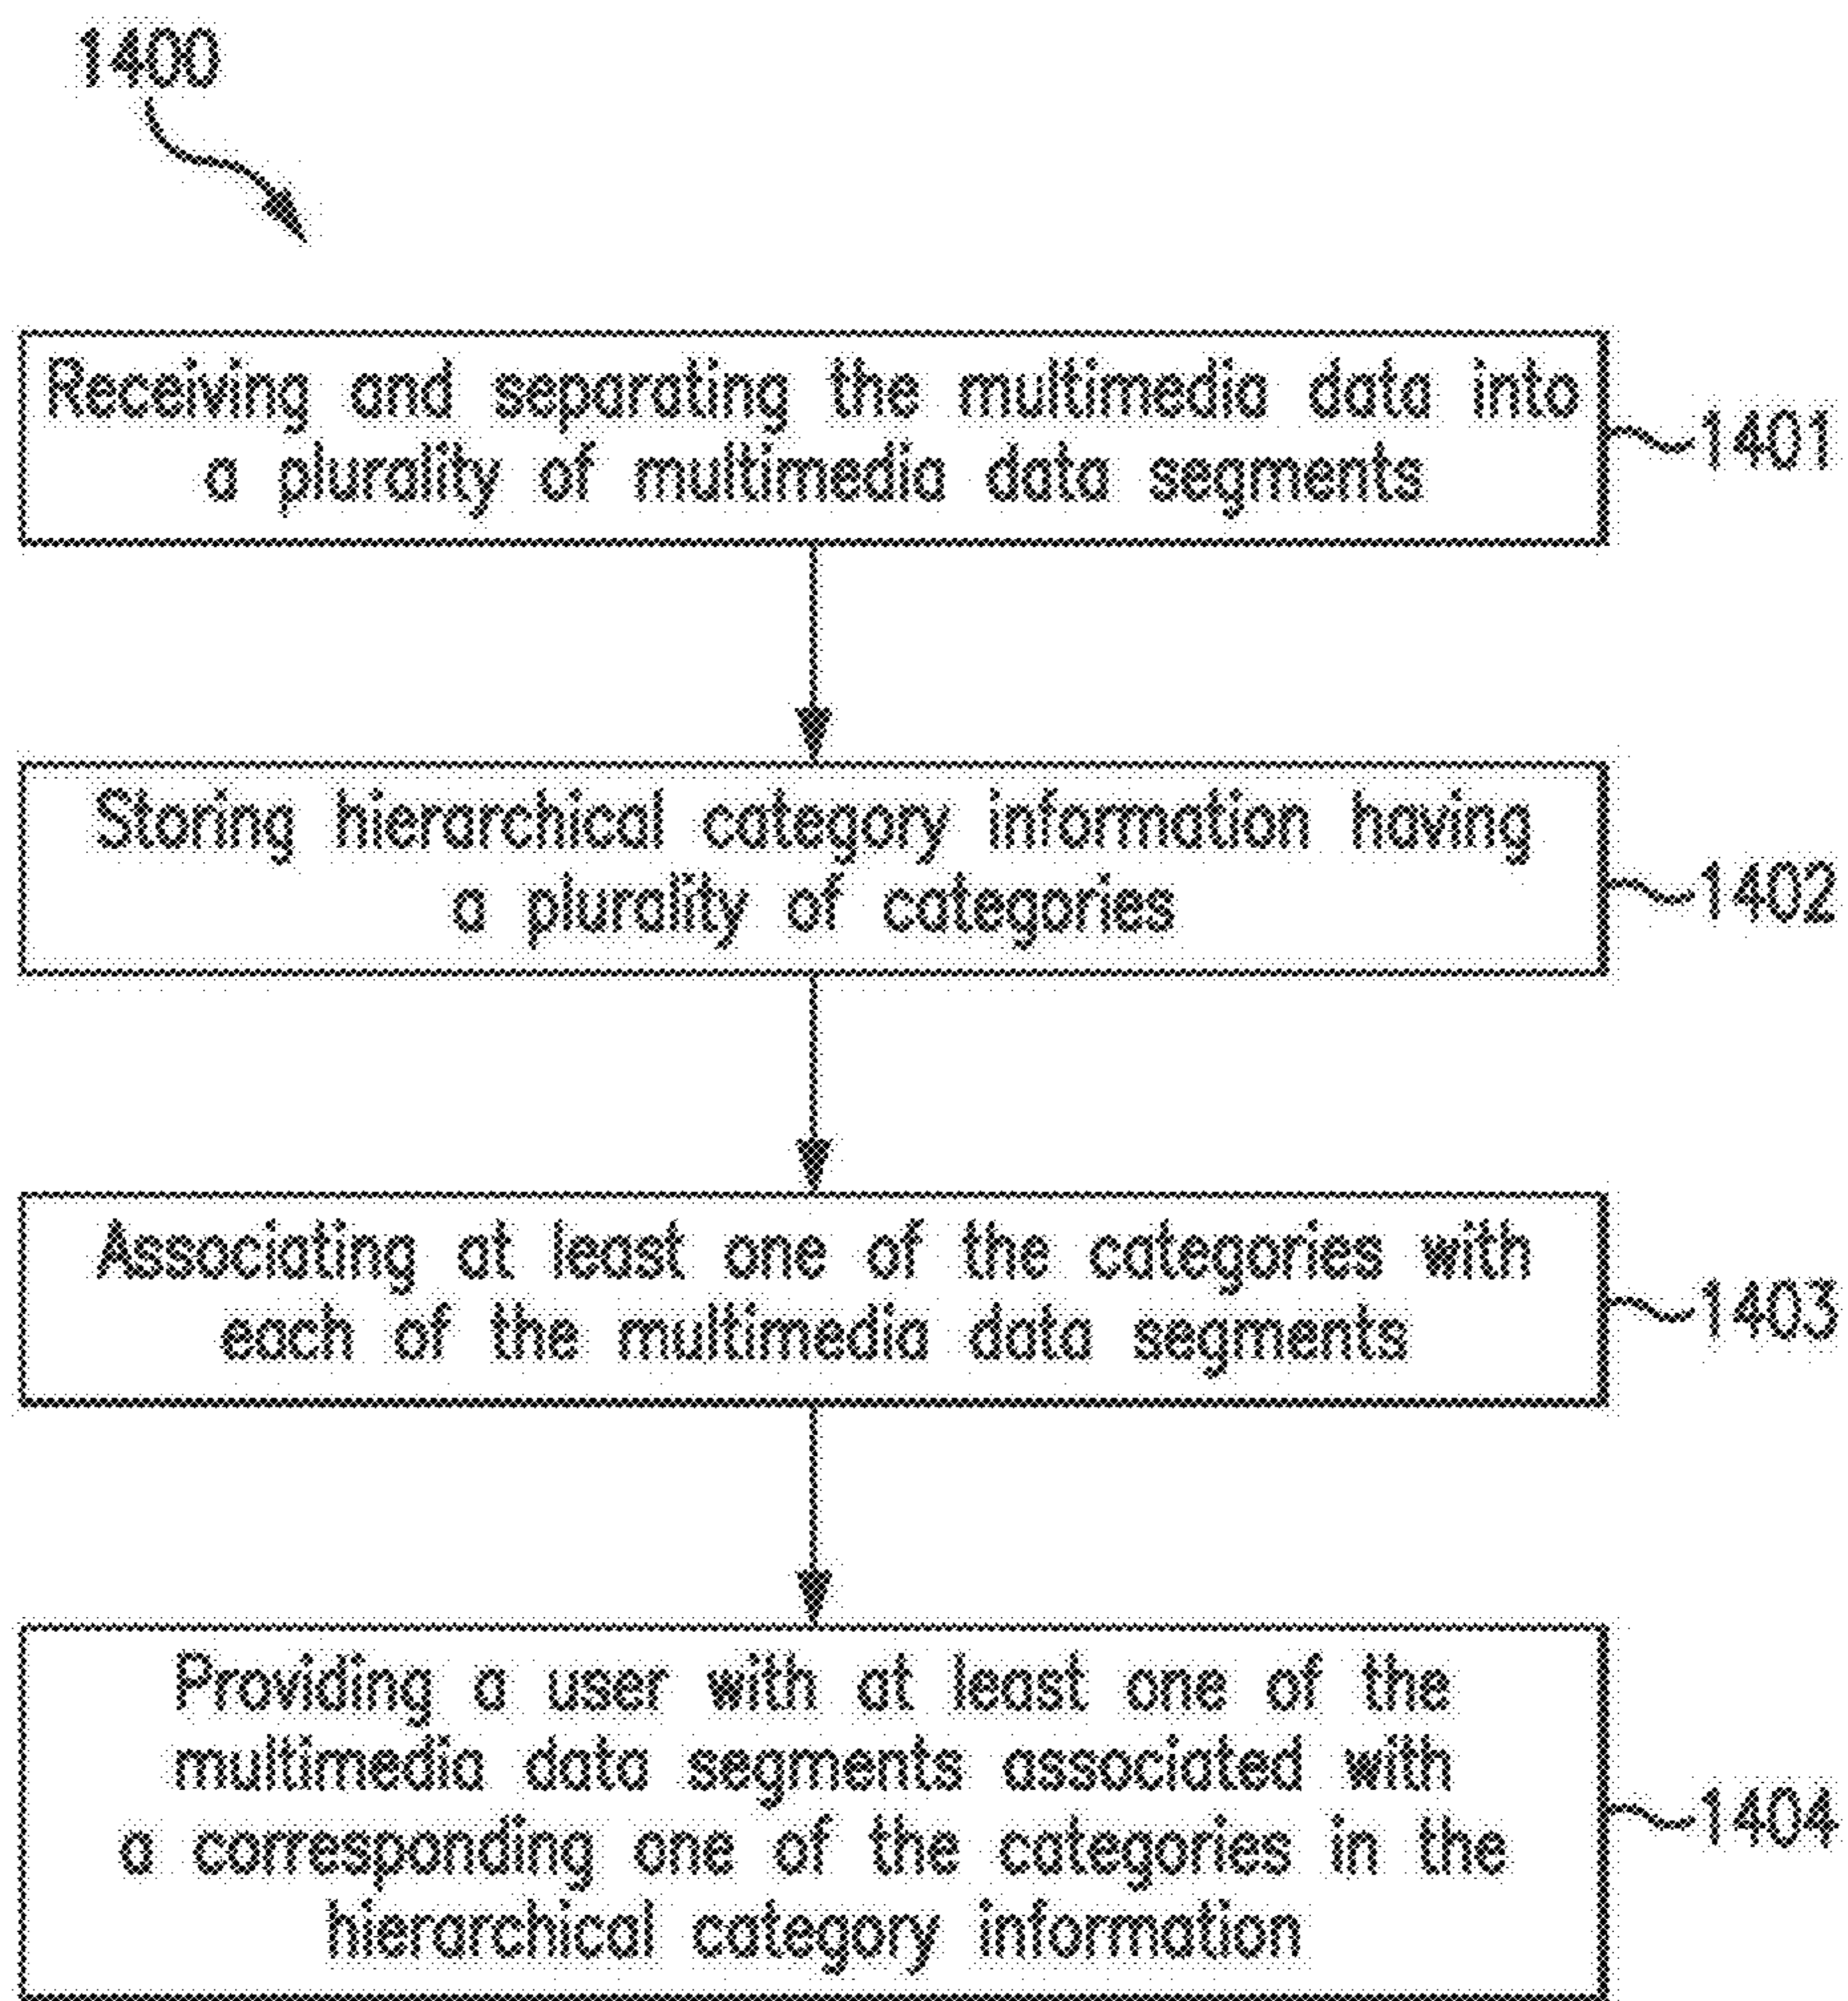 1400
Receiving and separating the multimedia data into
a plurality of multimedia data segments
1401
Storing hierarchical category information having
a plurality of categories
1402
Associating at least one of the categories with
each of the multimedia data segments
1403
Providing a user with at least one of the
multimedia data segments associated with
a corresponding one of the categories in the
hierarchical category information
1404